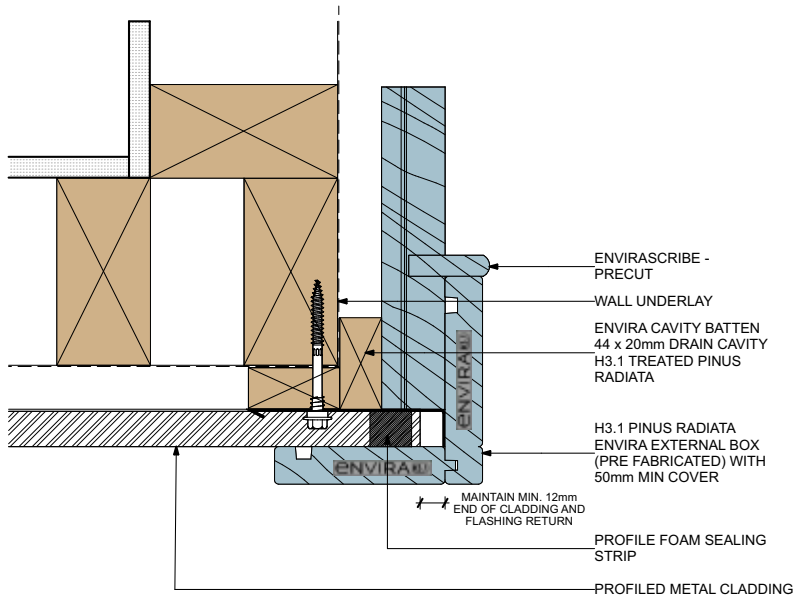 ENVIRASCRIBE -
PRECUT
WALL UNDERLAY
ENVIRA CAVITY BATTEN
44 x 20mm DRAIN CAVITY
H3.1 TREATED PINUS
RADIATA
ENVIRA
H3.1 PINUS RADIATA
ENVIRA EXTERNAL BOX
(PRE FABRICATED) WITH
50mm MIN COVER
ENVIRA
MAINTAIN MIN. 12mm
END OF CLADDING AND
FLASHING RETURN
PROFILE FOAM SEALING
STRIP
PROFILED METAL CLADDING